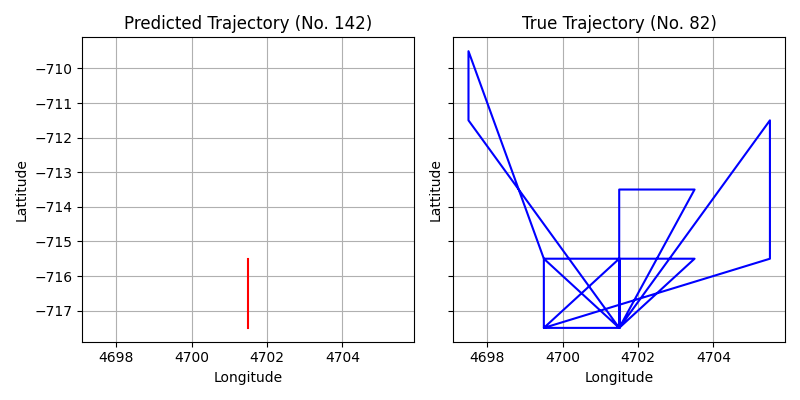 Predicted Trajectory (No. 142)
True Trajectory (No. 82)
−710
−711
−712
−713
−714
−715
−716
−717
Lattitude
Lattitude
4698 4700 4702 4704
4698 4700 4702 4704
Longitude
Longitude